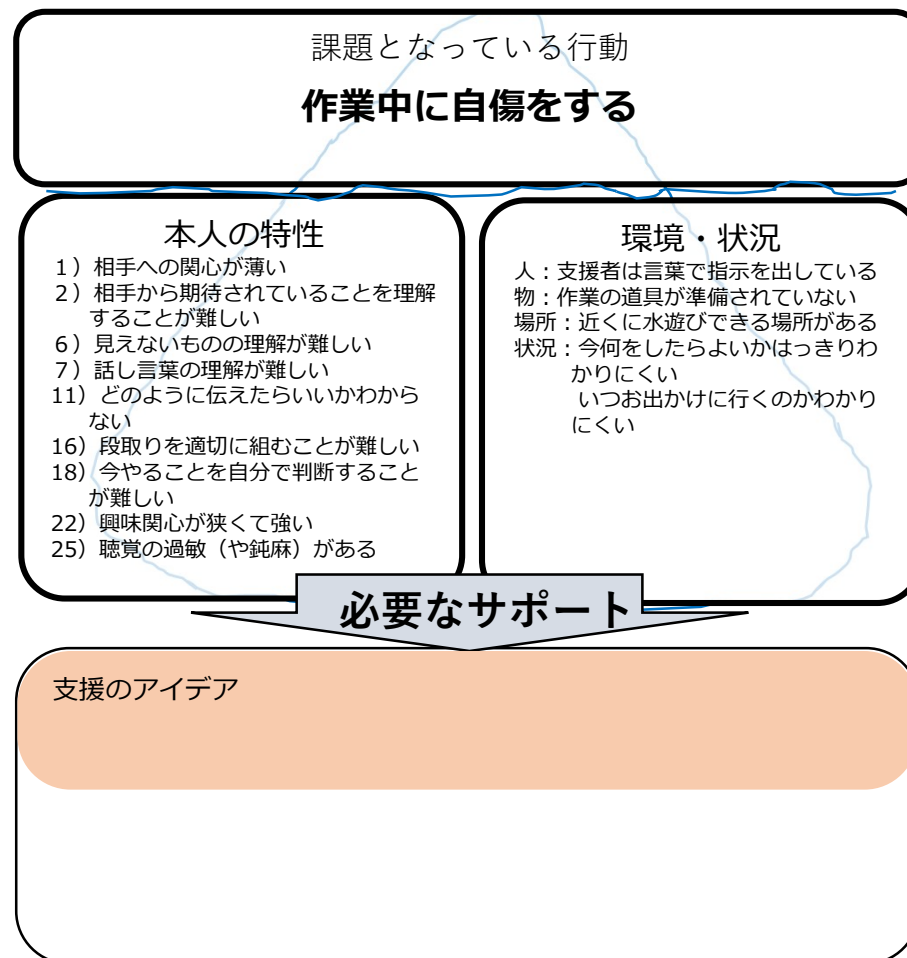 課題となっている行動
作業中に自傷をする
本人の特性
1）相手への関心が薄い
2）相手から期待されていることを理解
することが難しい
6）見えないものの理解が難しい
7）話し言葉の理解が難しい
11）どのように伝えたらいいかわから
ない
16）段取りを適切に組むことが難しい
18）今やることを自分で判断すること
が難しい
22）興味関心が狭くて強い
25）聴覚の過敏（や鈍麻）がある
環境・状況
人：支援者は言葉で指示を出している
物：作業の道具が準備されていない
場所：近くに水遊びできる場所がある
状況：今何をしたらよいかはっきりわ
かりにくい
いつお出かけに行くのかわかり
にくい
必要なサポート
支援のアイデア